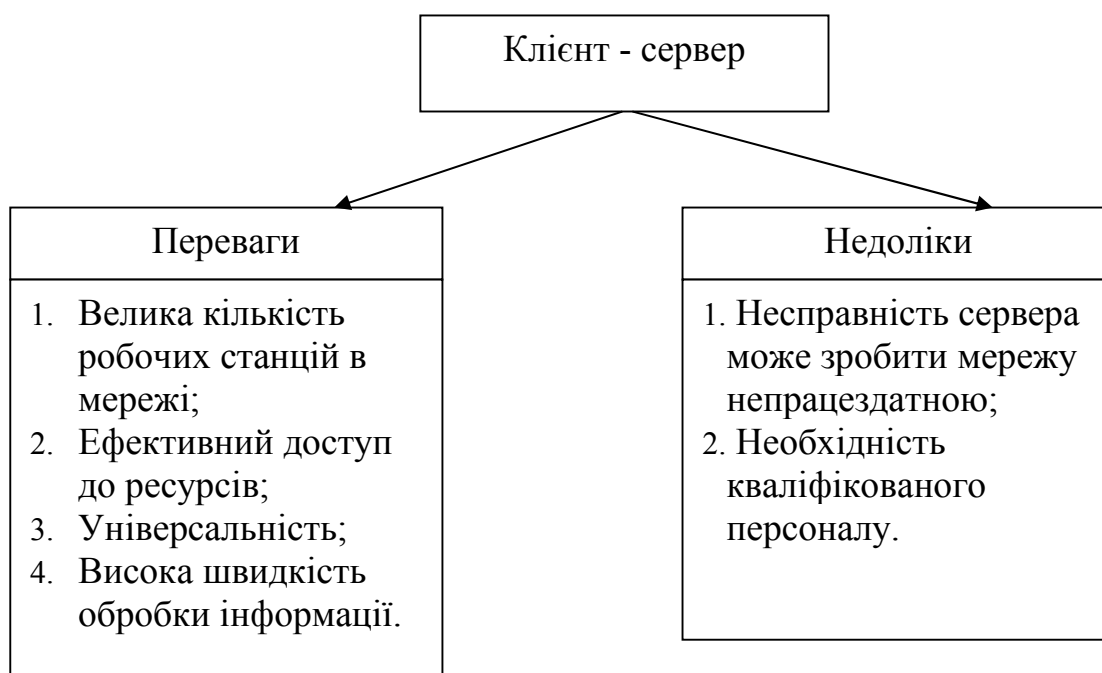 Клієнт - сервер
Переваги
1. Велика кількість
робочих станцій в
мережі;
2. Ефективний доступ
до ресурсів;
3. Універсальність;
4. Висока швидкість
обробки інформації.
Недоліки
1. Несправність сервера
може зробити мережу
непрацездатною;
2. Необхідність
кваліфікованого
персоналу.